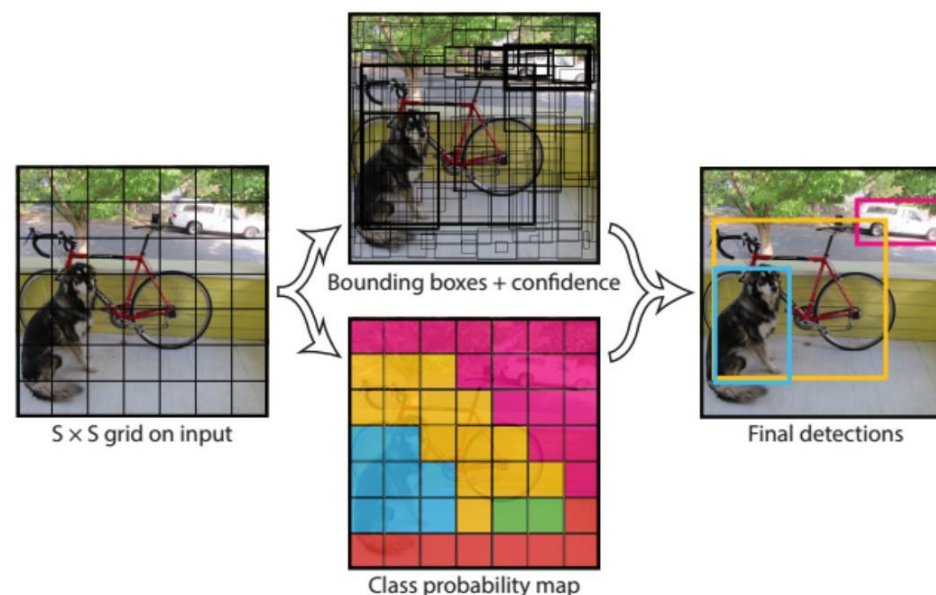 S × S grid on input
Bounding boxes + confidence
Class probability map
Final detections